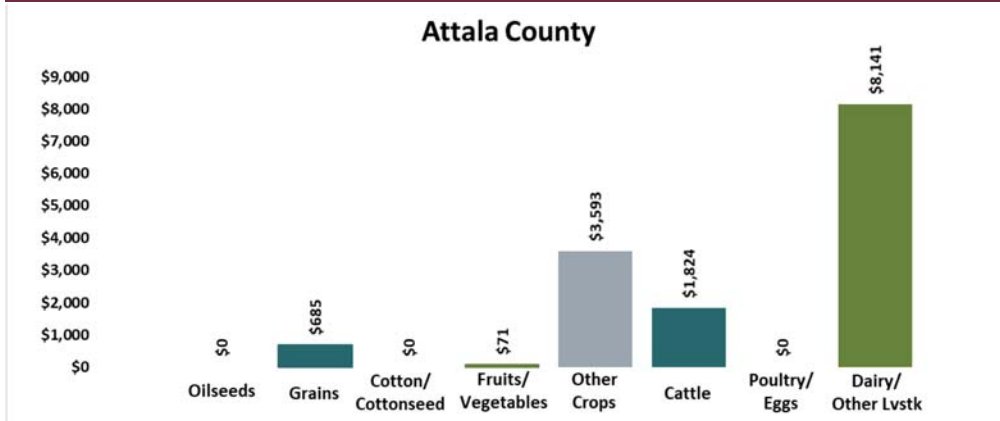 Attala County
$9,000
$8,000
$7,000
$6,000
$5,000
$4,000
$3,000
$2,000
$1,000
$0
$0
$685
$0
$71
$3,593
$1,824
$0
$8,141
Oilseeds
Grains
Cotton/
Cottonseed
Fruits/
Vegetables
Other
Crops
Cattle
Poultry/
Eggs
Dairy/
Other Lvstk